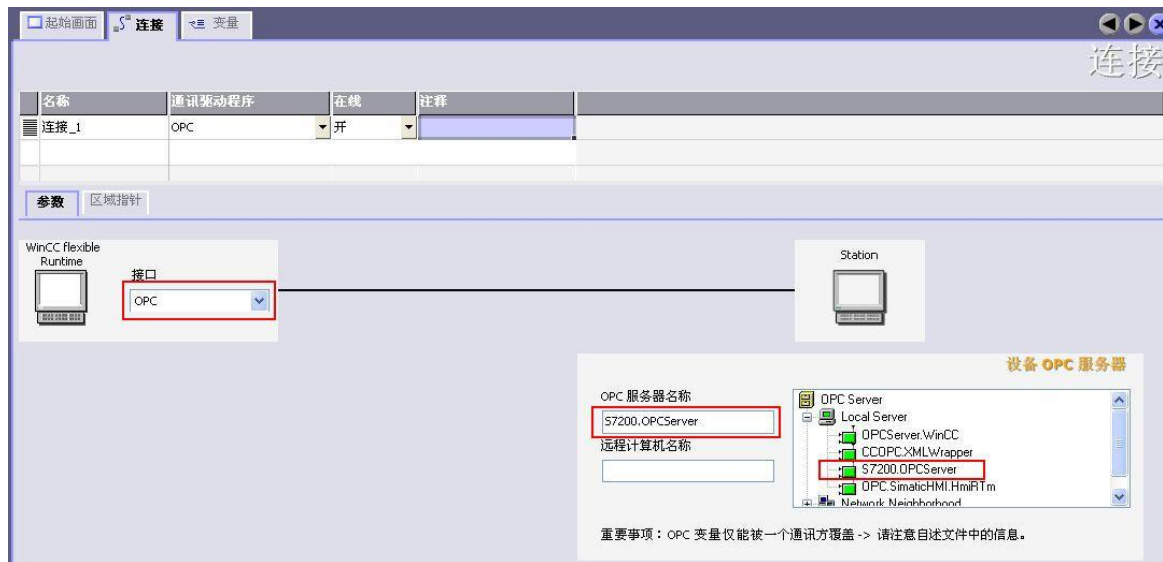 起始画面 连接 变量
连接
名称 通讯驱动程序 在线 注释
连接_1 OPC 开
参数 区域指针
WinCC flexible
Runtime
接口
OPC
Station
设备 OPC 服务器
OPC 服务器名称
S7200.OPCServer
远程计算机名称
OPC Server
Local Server
OPCServer.WinCC
CCOPC.XMLWrapper
S7200.OPCServer
OPC.SimaticHMI.HmiRTm
Network Neighborhood
重要事项：OPC 变量仅能被一个通讯方覆盖 -> 请注意自述文件中的信息。